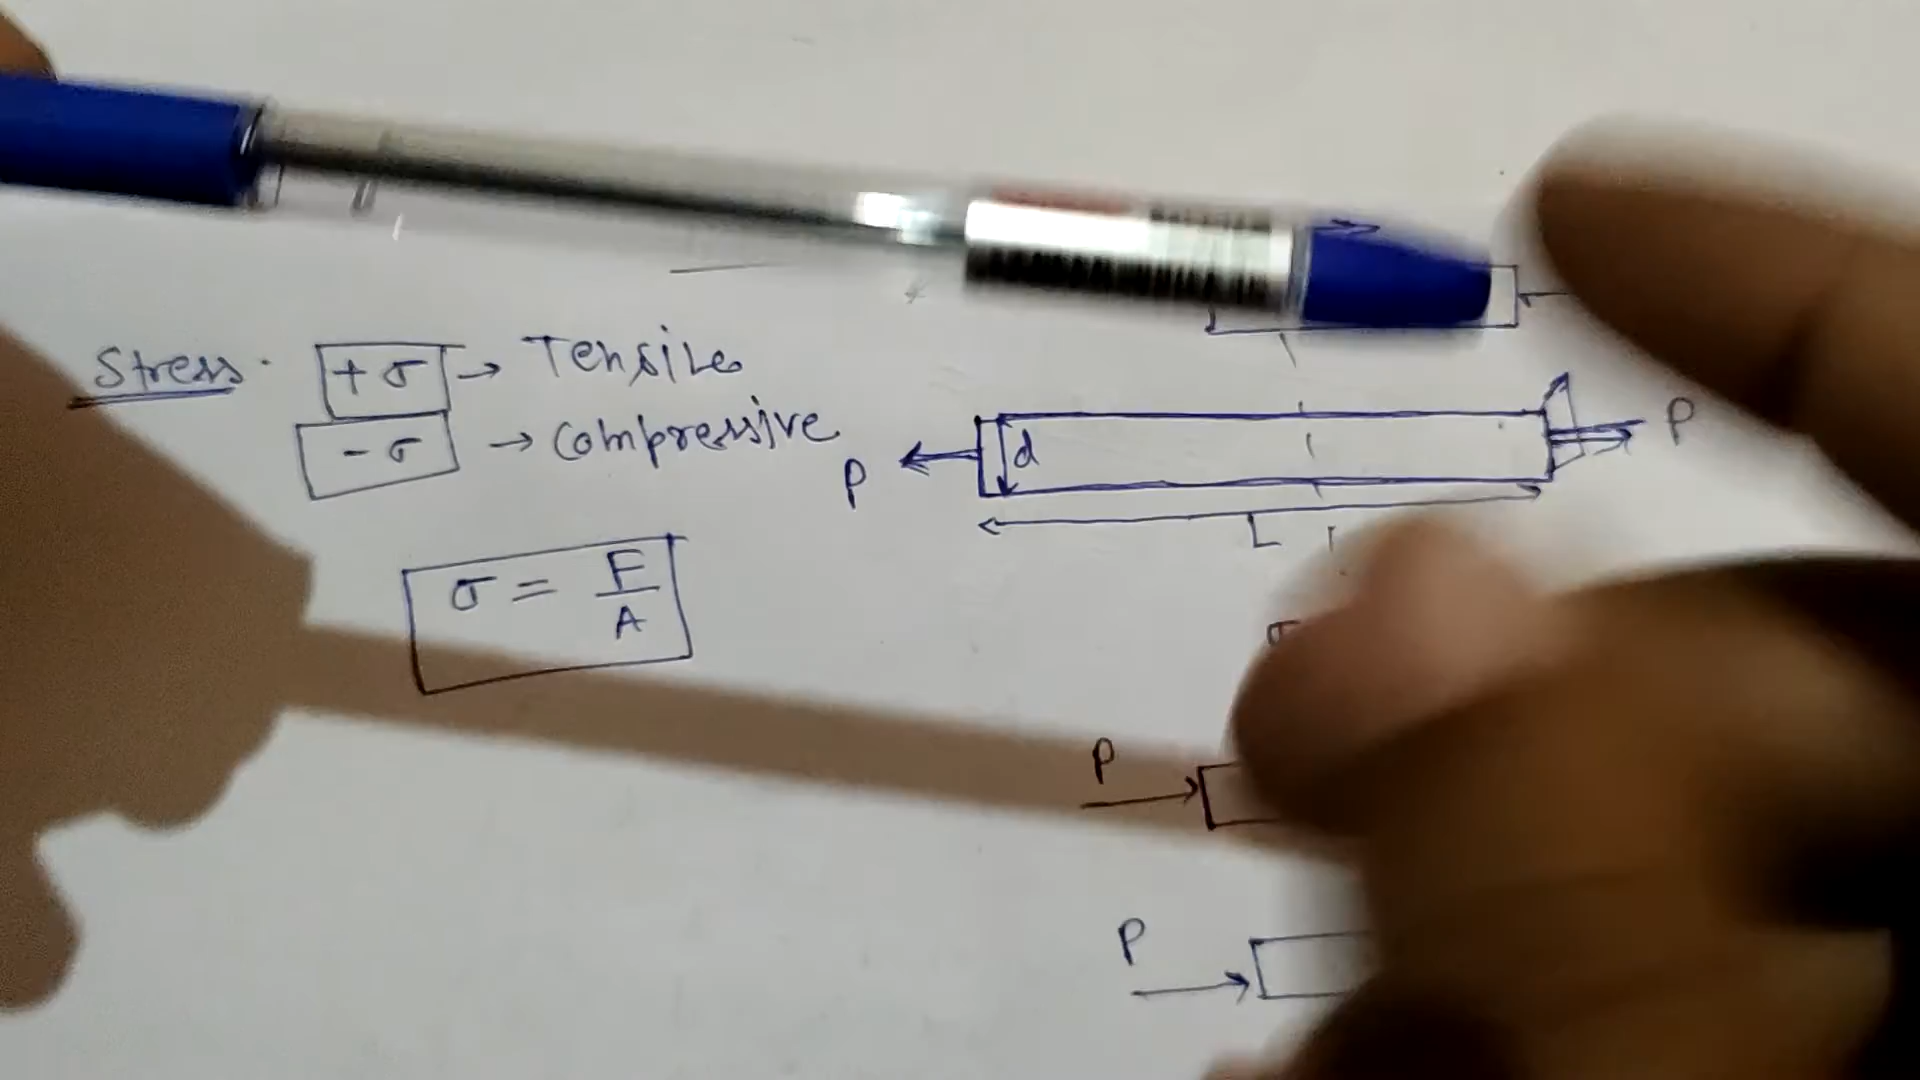 Stress. +σ → Tensile
-σ → Compressive
P d P
L
σ = F/A
σ
P
P